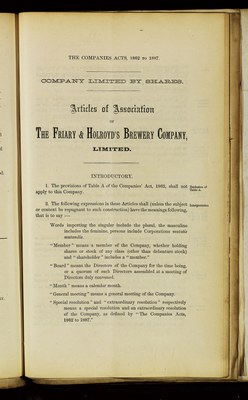 THE COMPANIES ACTS, 1862 to 1887.
COMPANY LIMITED BY SHARES.
Articles of Association
OF
THE FRIARY & HOLROYD'S BREWERY COMPANY,
LIMITED.
INTRODUCTORY.
1. The provisions of Table A of the Companies' Act, 1862, shall not
apply to this Company.
Exclusion of
Table A.
2. The following expressions in these Articles shall (unless the subject
or context be repugnant to such construction) have the meanings following,
that is to say :—
Interpretation.
Words importing the singular include the plural, the masculine
includes the feminine, persons include Corporations mutatis
mutandis.
"Member" means a member of the Company, whether holding
shares or stock of any class (other than debenture stock)
and "shareholder" includes a "member."
"Board" means the Directors of the Company for the time being,
or a quorum of such Directors assembled at a meeting of
Directors duly convened.
"Month" means a calendar month.
"General meeting" means a general meeting of the Company.
"Special resolution" and "extraordinary resolution" respectively
means a special resolution and an extraordinary resolution
of the Company, as defined by "The Companies Acts,
1862 to 1887."